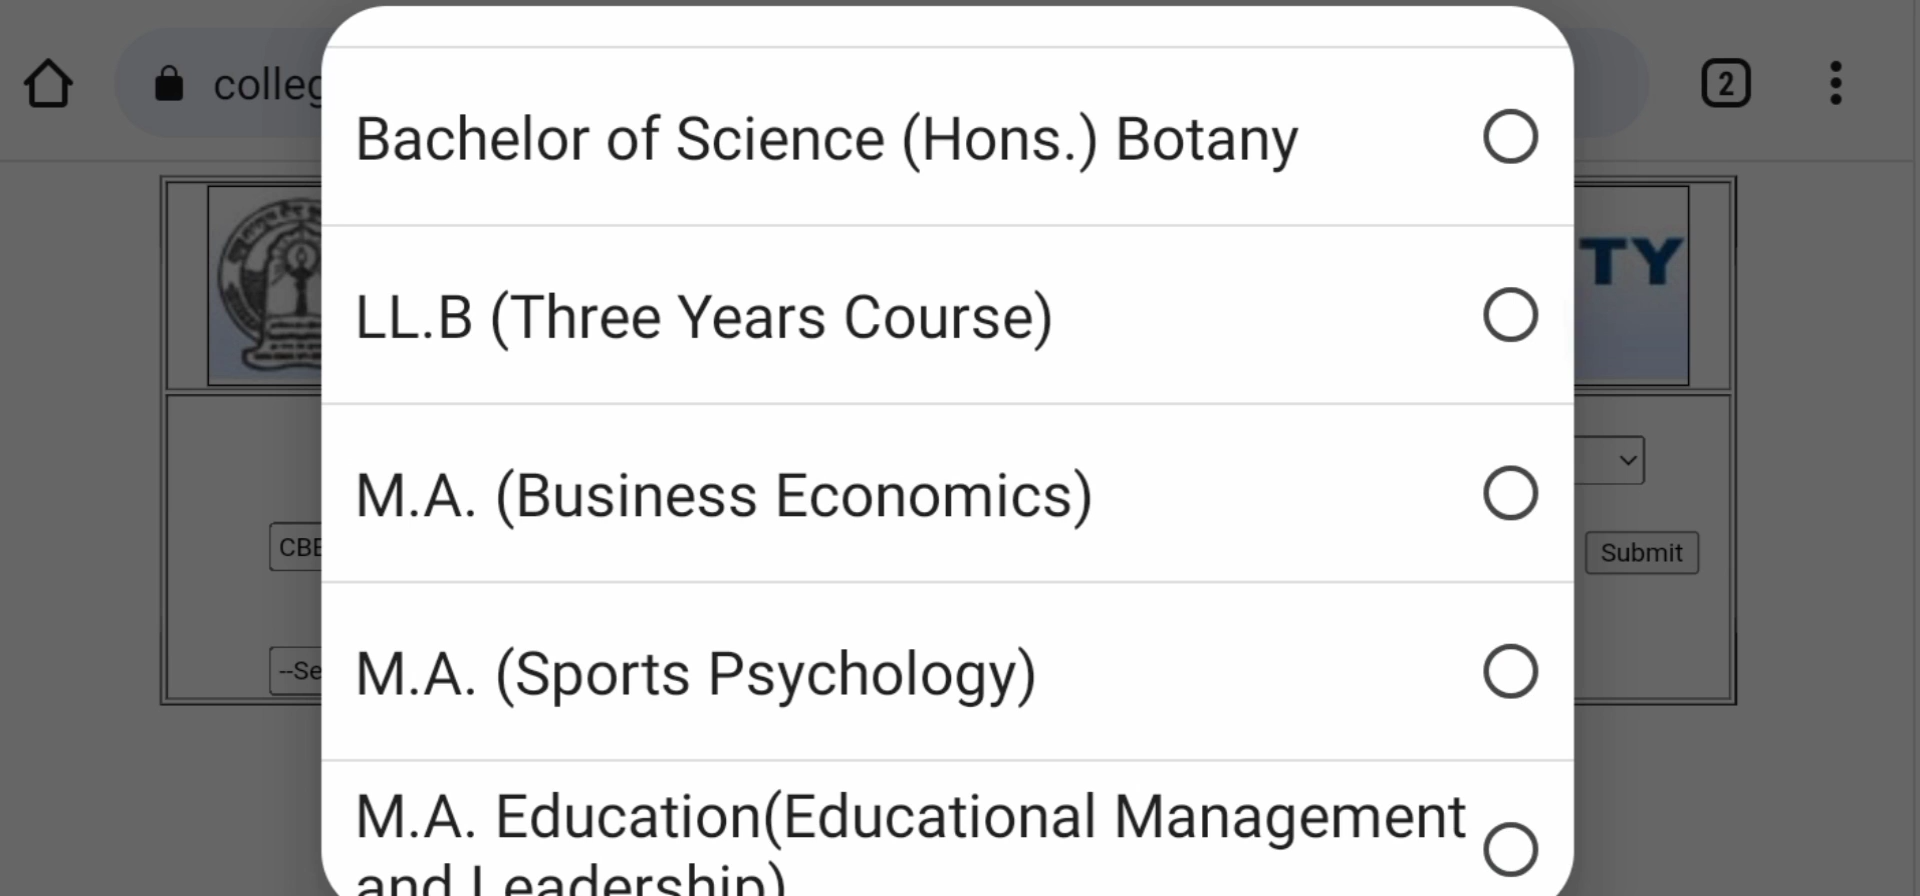 colleg
2
Bachelor of Science (Hons.) Botany
LL.B (Three Years Course)
M.A. (Business Economics)
M.A. (Sports Psychology)
M.A. Education(Educational Management
and Leadership)
TY
CBE
Submit
--Se